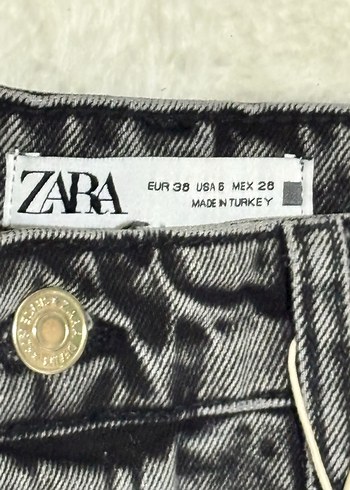 ZARA
EUR 38 USA 6 MEX 28
MADE IN TURKEY